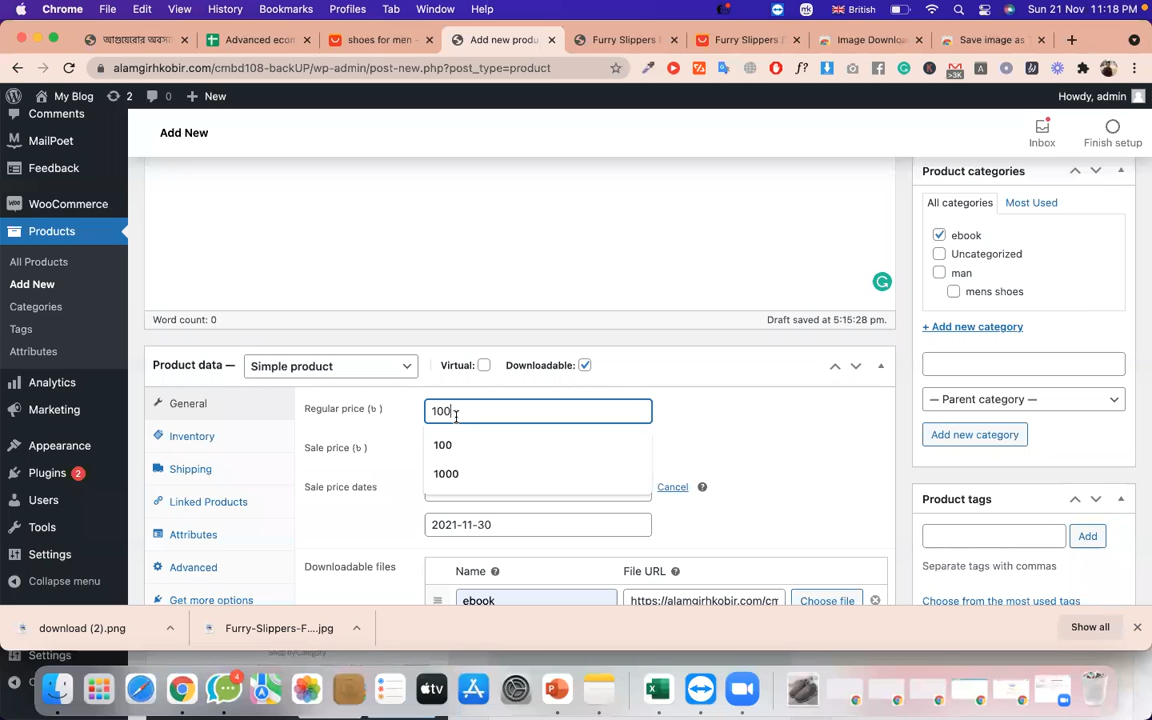 Chrome File Edit View History Bookmarks Profiles Tab Window Help British Sun 21 Nov 11:18 PM
Advanced econ shoes for men - Add new produ Furry Slippers Furry Slippers Image Downloa Save image as
alamgirhkobir.com/cmbd108-backUP/wp-admin/post-new.php?post_type=product
My Blog 2 0 New Howdy, admin
Comments
MailPoet
Feedback
WooCommerce
Products
All Products
Add New
Categories
Tags
Attributes
Analytics
Marketing
Appearance
Plugins 2
Users
Tools
Settings
Collapse menu
Settings
Add New
Inbox
Finish setup
Word count: 0
Draft saved at 5:15:28 pm.
Product data — Simple product Virtual: Downloadable:
General
Inventory
Shipping
Linked Products
Attributes
Advanced
Get more options
Regular price (৳ ) 100
100
1000
Sale price (৳ )
Sale price dates Cancel
2021-11-30
Downloadable files
Name File URL
ebook https://alamgirhkobir.com/cm Choose file
Product categories
All categories Most Used
ebook
Uncategorized
man
mens shoes
+ Add new category
— Parent category —
Add new category
Product tags
Add
Separate tags with commas
Choose from the most used tags
download (2).png Furry-Slippers-F....jpg Show all
4